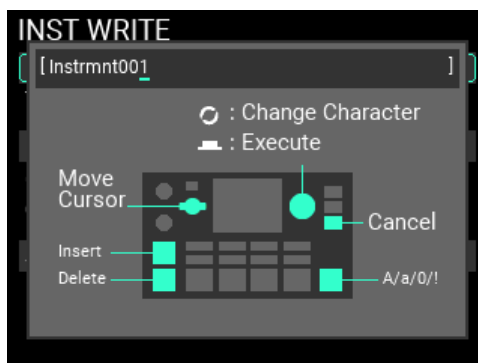 INST WRITE
[Instrmnt001 ]
: Change Character
: Execute
Move
Cursor
Cancel
Insert
Delete
A/a/0/!